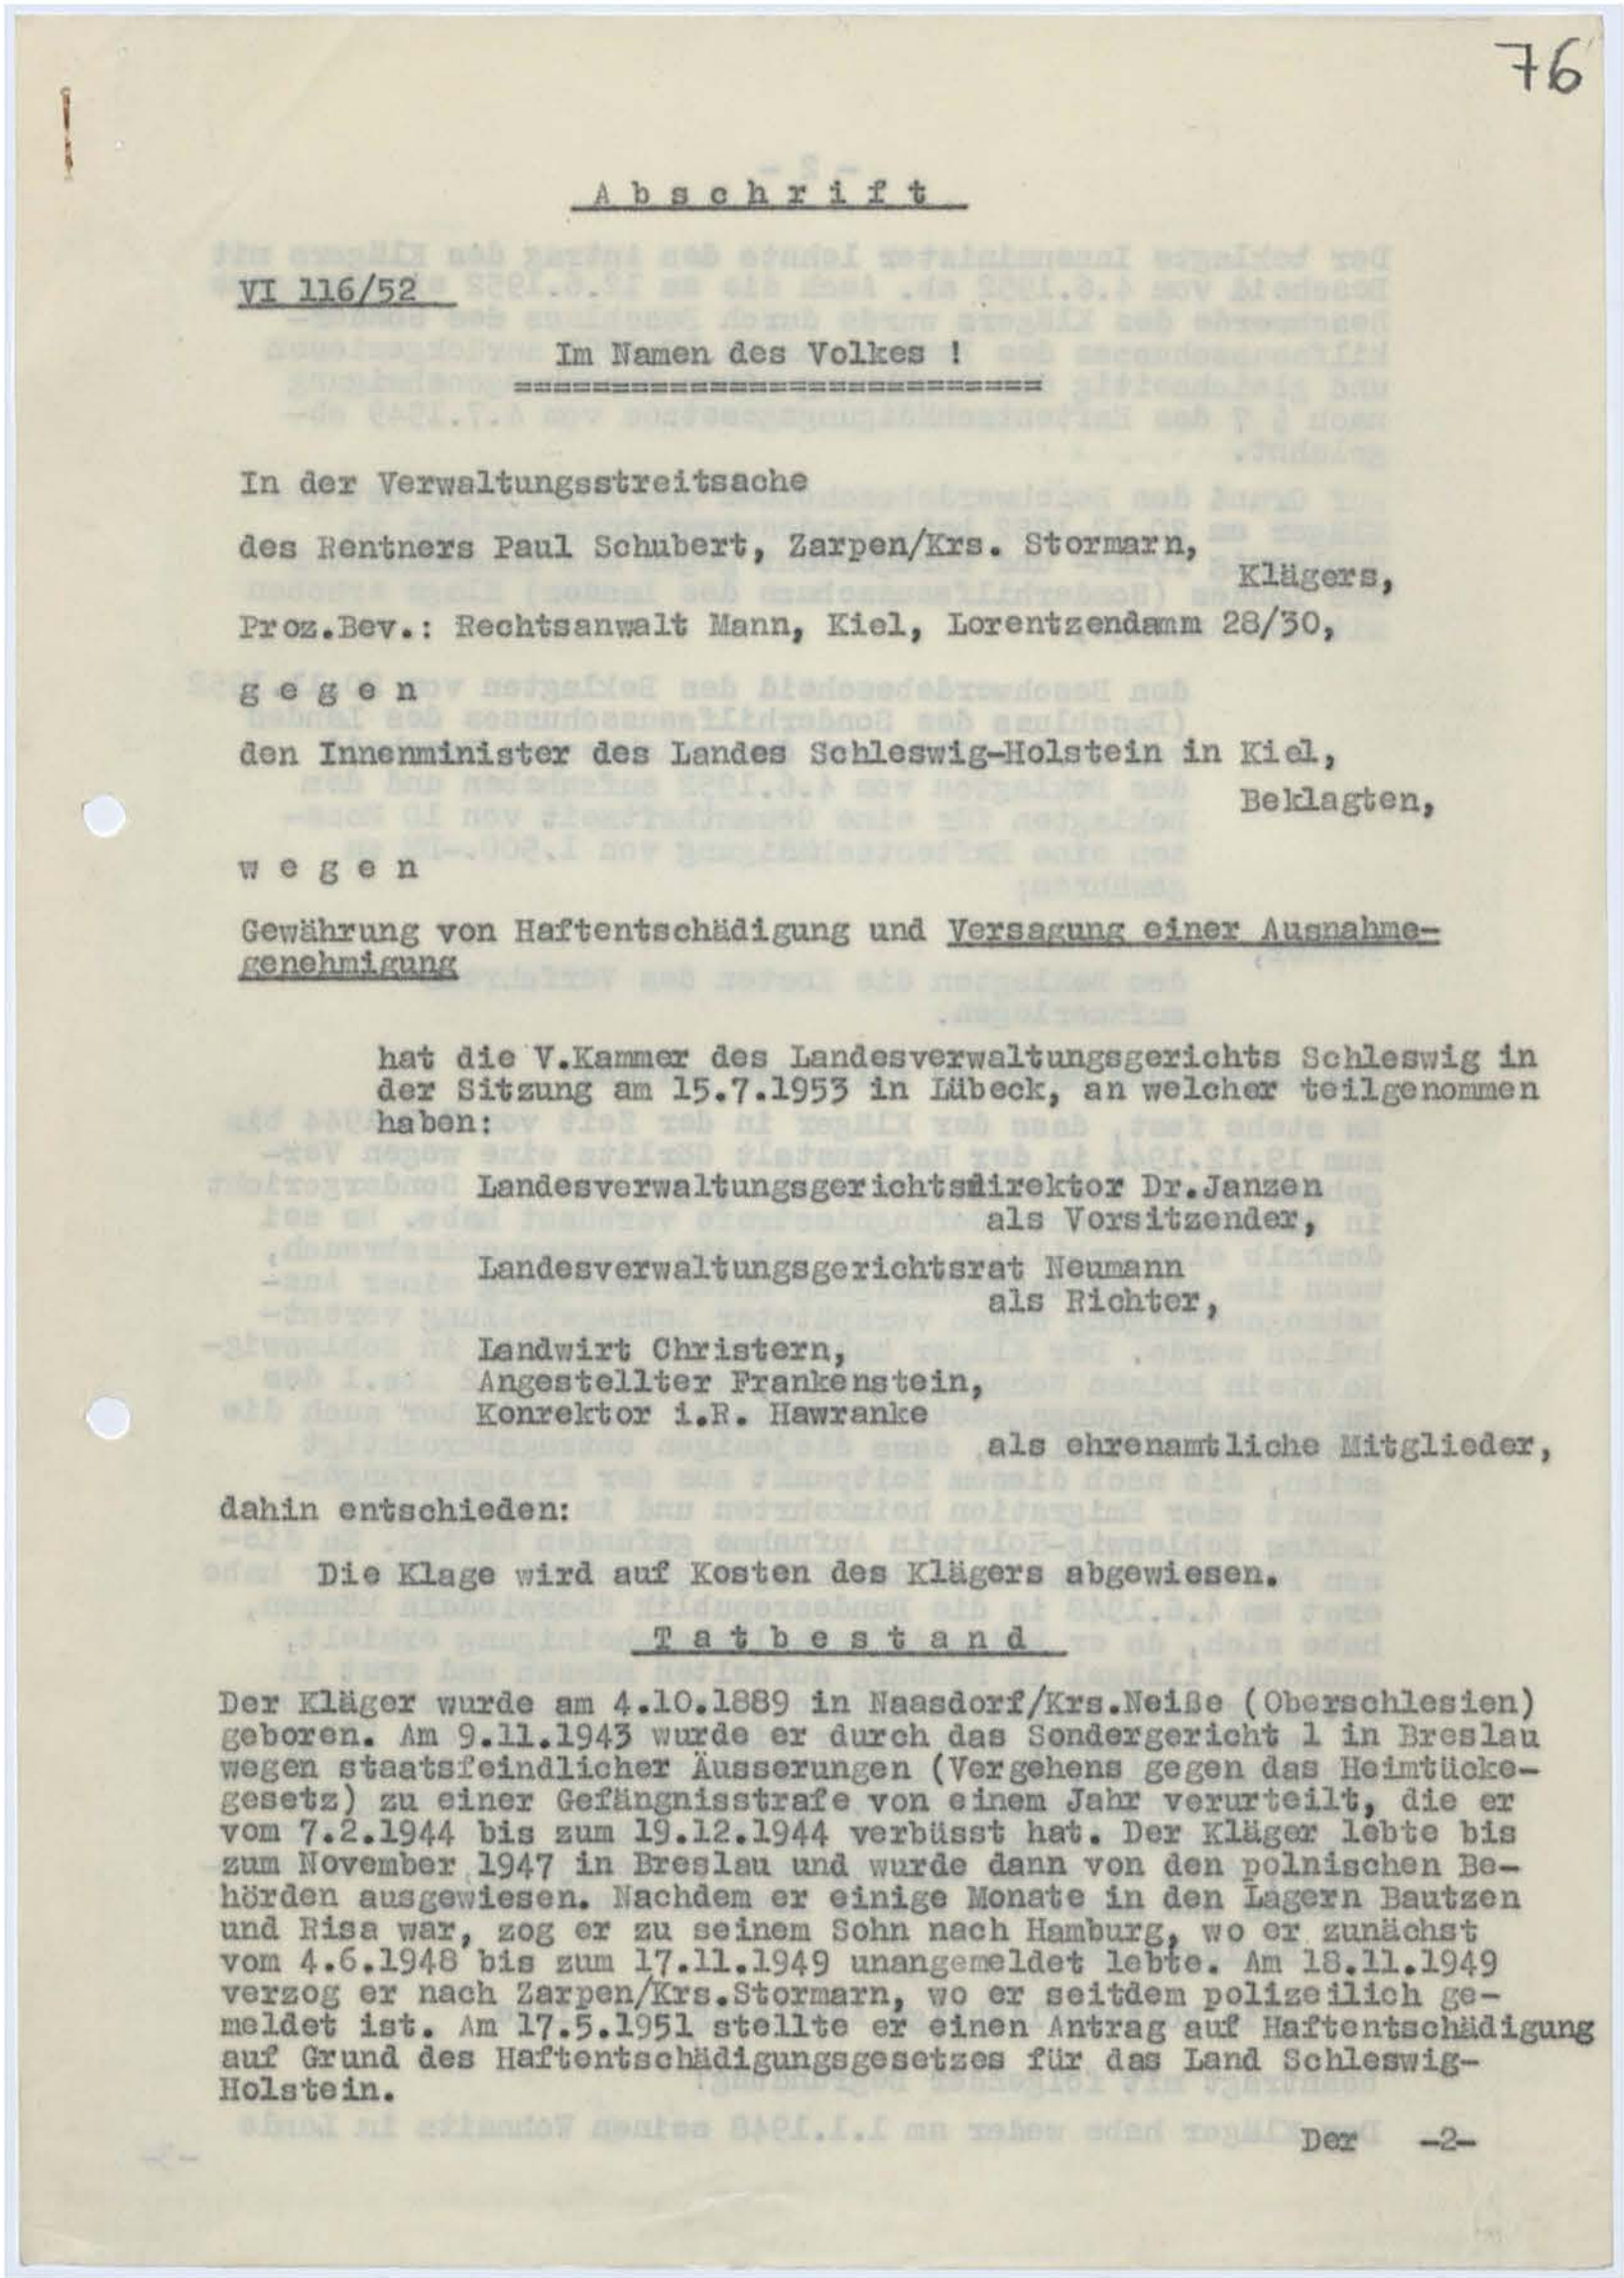 76
Abschrift
VI 116/52
Im Namen des Volkes !
===========================
In der Verwaltungsstreitsache
des Rentners Paul Schubert, Zarpen/Krs. Stormarn,
Klägers,
Proz.Bev.: Rechtsanwalt Mann, Kiel, Lorentzendamm 28/30,
g e g e n
den Innenminister des Landes Schleswig-Holstein in Kiel,
Beklagten,
w e g e n
Gewährung von Haftentschädigung und Versagung einer Ausnahme-
genehmigung
hat die V.Kammer des Landesverwaltungsgerichts Schleswig in
der Sitzung am 15.7.1953 in Lübeck, an welcher teilgenommen
haben:
Landesverwaltungsgerichtsdirektor Dr.Janzen
als Vorsitzender,
Landesverwaltungsgerichtsrat Neumann
als Richter,
Landwirt Christern,
Angestellter Frankenstein,
Konrektor i.R. Hawranke
als ehrenamtliche Mitglieder,
dahin entschieden:
Die Klage wird auf Kosten des Klägers abgewiesen.
T a t b e s t a n d
Der Kläger wurde am 4.10.1889 in Naasdorf/Krs.Neiße (Oberschlesien)
geboren. Am 9.11.1943 wurde er durch das Sondergericht 1 in Breslau
wegen staatsfeindlicher Äusserungen (Vergehens gegen das Heimtücke-
gesetz) zu einer Gefängnisstrafe von einem Jahr verurteilt, die er
vom 7.2.1944 bis zum 19.12.1944 verbüsst hat. Der Kläger lebte bis
zum November 1947 in Breslau und wurde dann von den polnischen Be-
hörden ausgewiesen. Nachdem er einige Monate in den Lagern Bautzen
und Risa war, zog er zu seinem Sohn nach Hamburg, wo er zunächst
vom 4.6.1948 bis zum 17.11.1949 unangemeldet lebte. Am 18.11.1949
verzog er nach Zarpen/Krs.Stormarn, wo er seitdem polizeilich ge-
meldet ist. Am 17.5.1951 stellte er einen Antrag auf Haftentschädigung
auf Grund des Haftentschädigungsgesetzes für das Land Schleswig-
Holstein.
Der -2-